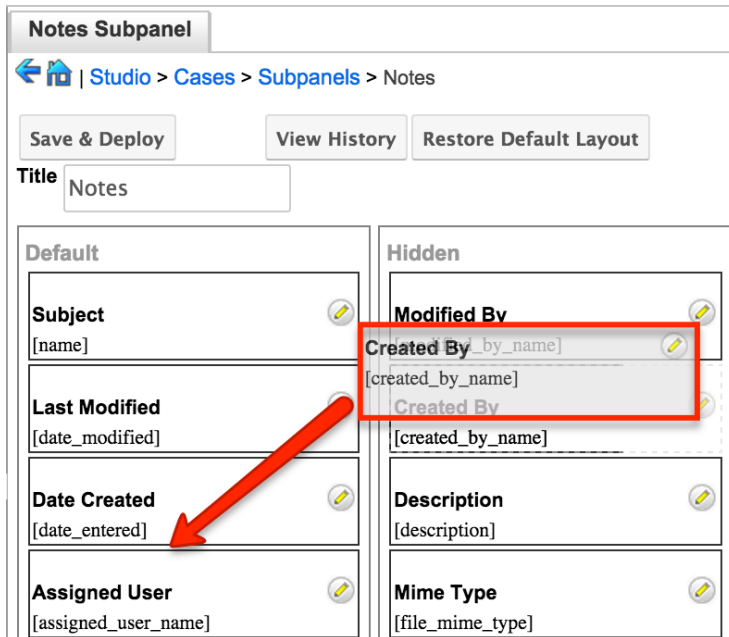 Notes Subpanel
| Studio > Cases > Subpanels > Notes
Save & Deploy View History Restore Default Layout
Title Notes
Default
Subject
[name]
Last Modified
[date_modified]
Date Created
[date_entered]
Assigned User
[assigned_user_name]
Hidden
Modified By
[modified_by_name]
Created By
[created_by_name]
Created By
[created_by_name]
Description
[description]
Mime Type
[file_mime_type]